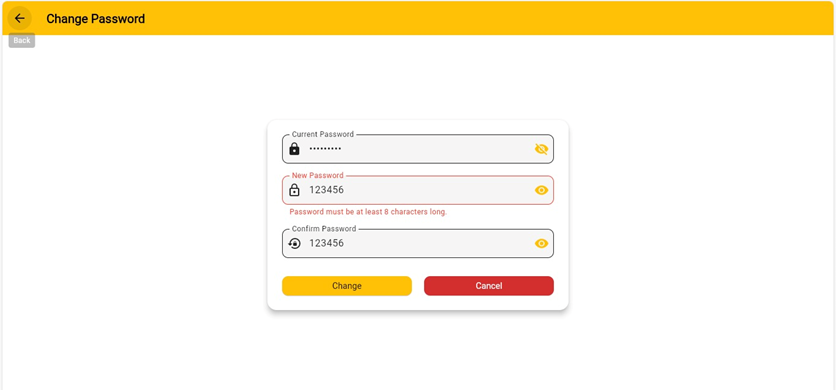 Change Password
Back
Current Password
•••••••••
New Password
123456
Password must be at least 8 characters long.
Confirm Password
123456
Change
Cancel